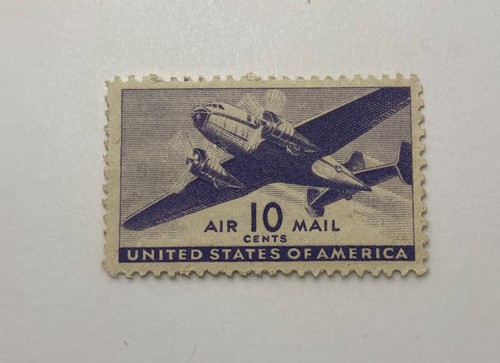 AIR 10 MAIL
CENTS
UNITED STATES OF AMERICA